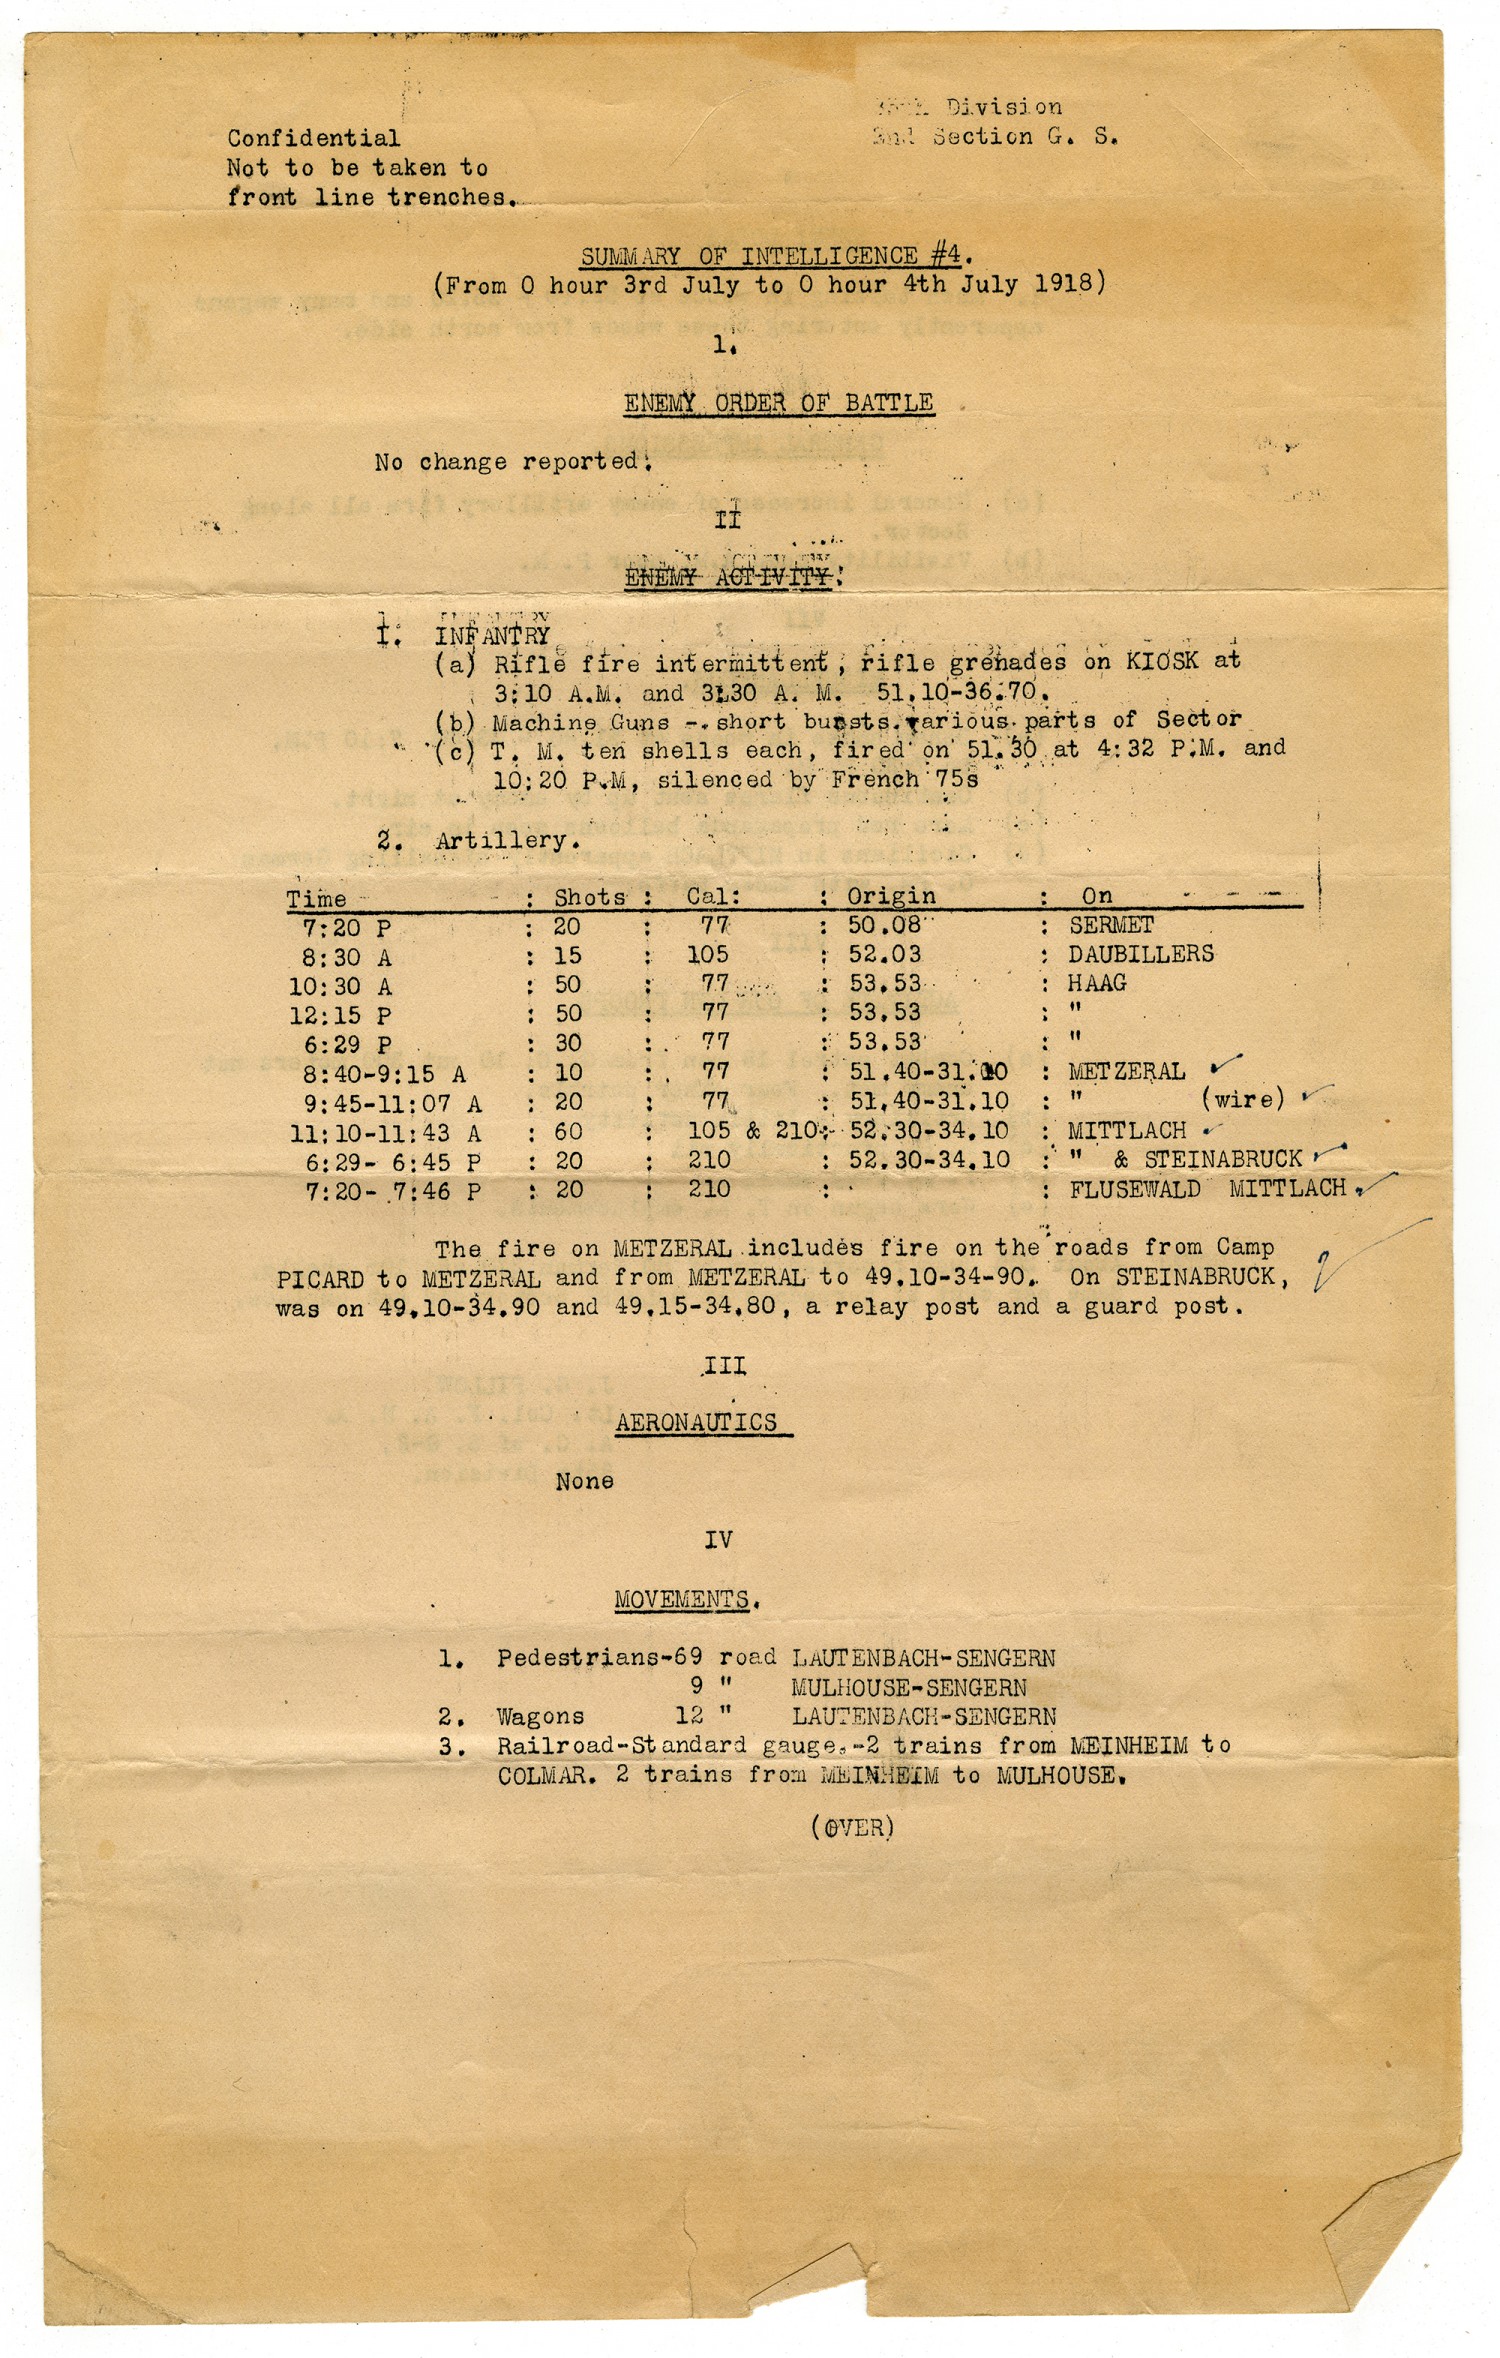 Division
2nd Section G. S.
Confidential
Not to be taken to
front line trenches.
SUMMARY OF INTELLIGENCE #4.
(From 0 hour 3rd July to 0 hour 4th July 1918)
1.
ENEMY ORDER OF BATTLE
No change reported.
II
ENEMY ACTIVITY:
1. INFANTRY
(a) Rifle fire intermittent, rifle grenades on KIOSK at
3:10 A.M. and 3:30 A. M. 51.10-36.70.
(b) Machine Guns -. short bursts various parts of Sector
(c) T. M. ten shells each, fired on 51.30 at 4:32 P.M. and
10:20 P.M, silenced by French 75s
2. Artillery.
Time : Shots : Cal: : Origin : On
7:20 P : 20 : 77 : 50.08 : SERMET
8:30 A : 15 : 105 : 52.03 : DAUBILLERS
10:30 A : 50 : 77 : 53.53 : HAAG
12:15 P : 50 : 77 : 53.53 : "
6:29 P : 30 : 77 : 53.53 : "
8:40-9:15 A : 10 : 77 : 51.40-31.10 : METZERAL
9:45-11:07 A : 20 : 77 : 51.40-31.10 : " (wire)
11:10-11:43 A : 60 : 105 & 210: 52.30-34.10 : MITTLACH
6:29- 6:45 P : 20 : 210 : 52.30-34.10 : " & STEINABRUCK
7:20- 7:46 P : 20 : 210 : : FLUSEWALD MITTLACH
The fire on METZERAL includes fire on the roads from Camp
PICARD to METZERAL and from METZERAL to 49.10-34-90. On STEINABRUCK,
was on 49.10-34.90 and 49.15-34.80, a relay post and a guard post.
III
AERONAUTICS
None
IV
MOVEMENTS.
1. Pedestrians-69 road LAUTENBACH-SENGERN
9 " MULHOUSE-SENGERN
2. Wagons 12 " LAUTENBACH-SENGERN
3. Railroad-Standard gauge.-2 trains from MEINHEIM to
COLMAR. 2 trains from MEINHEIM to MULHOUSE.
(OVER)